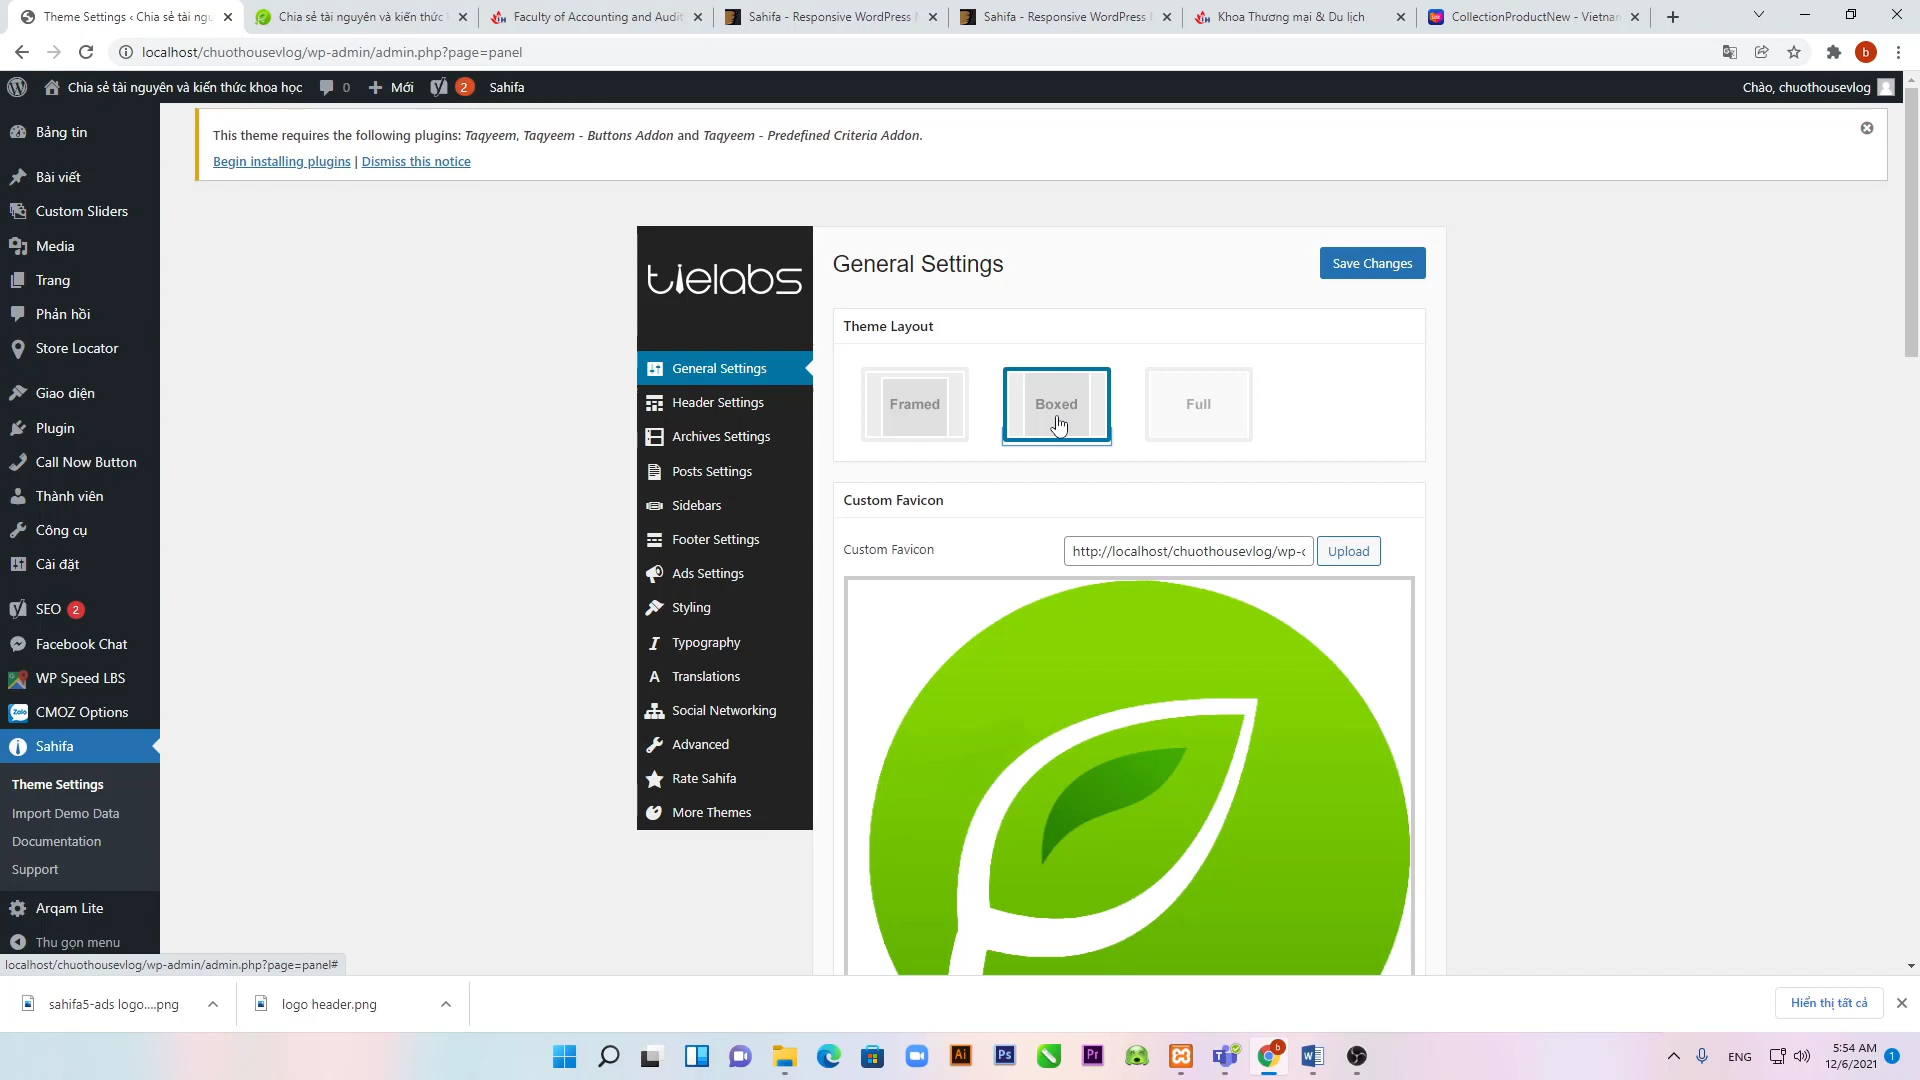 Theme Settings ‹ Chia sẻ tài ngu
Chia sẻ tài nguyên và kiến thức
Faculty of Accounting and Audit
Sahifa - Responsive WordPress
Sahifa - Responsive WordPress
Khoa Thương mại & Du lịch
CollectionProductNew - Vietnam
localhost/chuothousevlog/wp-admin/admin.php?page=panel
b
Chia sẻ tài nguyên và kiến thức khoa học
0
Mới
2
Sahifa
Chào, chuothousevlog
Bảng tin
Bài viết
Custom Sliders
Media
Trang
Phản hồi
Store Locator
Giao diện
Plugin
Call Now Button
Thành viên
Công cụ
Cài đặt
SEO 2
Facebook Chat
WP Speed LBS
Zalo
CMOZ Options
Sahifa
Theme Settings
Import Demo Data
Documentation
Support
Arqam Lite
Thu gọn menu
This theme requires the following plugins: Taqyeem, Taqyeem - Buttons Addon and Taqyeem - Predefined Criteria Addon.
Begin installing plugins | Dismiss this notice
tielabs
General Settings
Header Settings
Archives Settings
Posts Settings
Sidebars
Footer Settings
Ads Settings
Styling
Typography
Translations
Social Networking
Advanced
Rate Sahifa
More Themes
General Settings
Save Changes
Theme Layout
Framed
Boxed
Full
Custom Favicon
Custom Favicon
http://localhost/chuothousevlog/wp-c
Upload
localhost/chuothousevlog/wp-admin/admin.php?page=panel#
sahifa5-ads logo....png
logo header.png
Hiển thị tất cả
Ai
Ps
Pr
b
ENG
5:54 AM
12/6/2021
1